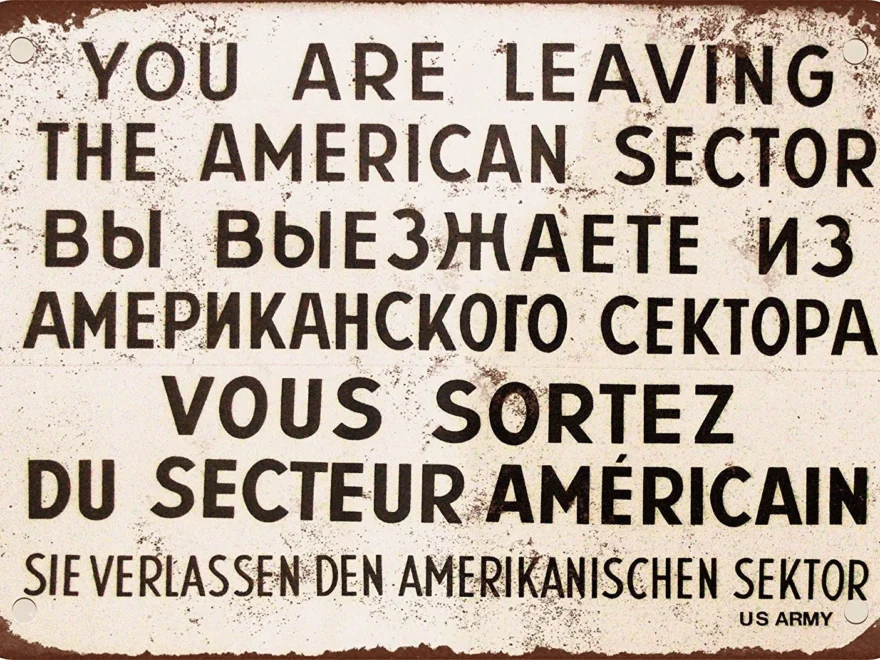 YOU ARE LEAVING
THE AMERICAN SECTOR
ВЫ ВЫЕЗЖАЕТЕ ИЗ
АМЕРИКАНСКОГО СЕКТОРА
VOUS SORTEZ
DU SECTEUR AMÉRICAIN
SIE VERLASSEN DEN AMERIKANISCHEN SEKTOR
US ARMY